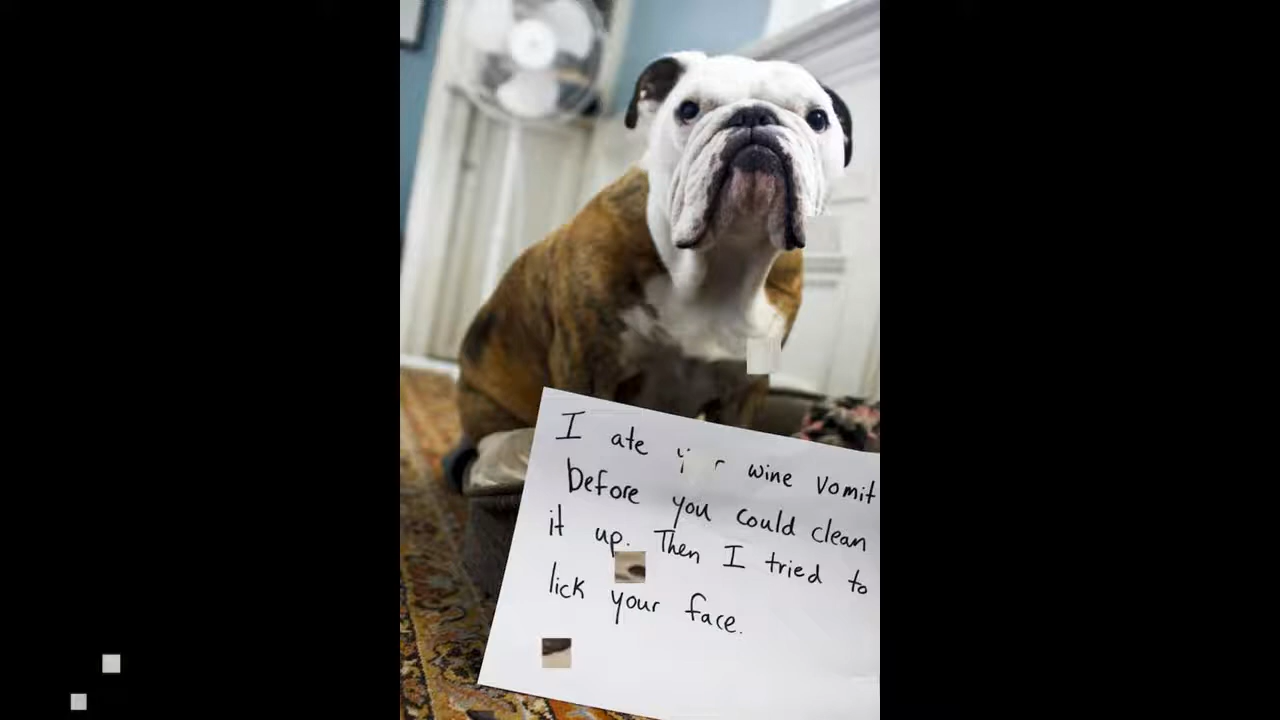 I ate wine vomit
before you could clean
it up. Then I tried to
lick your face.